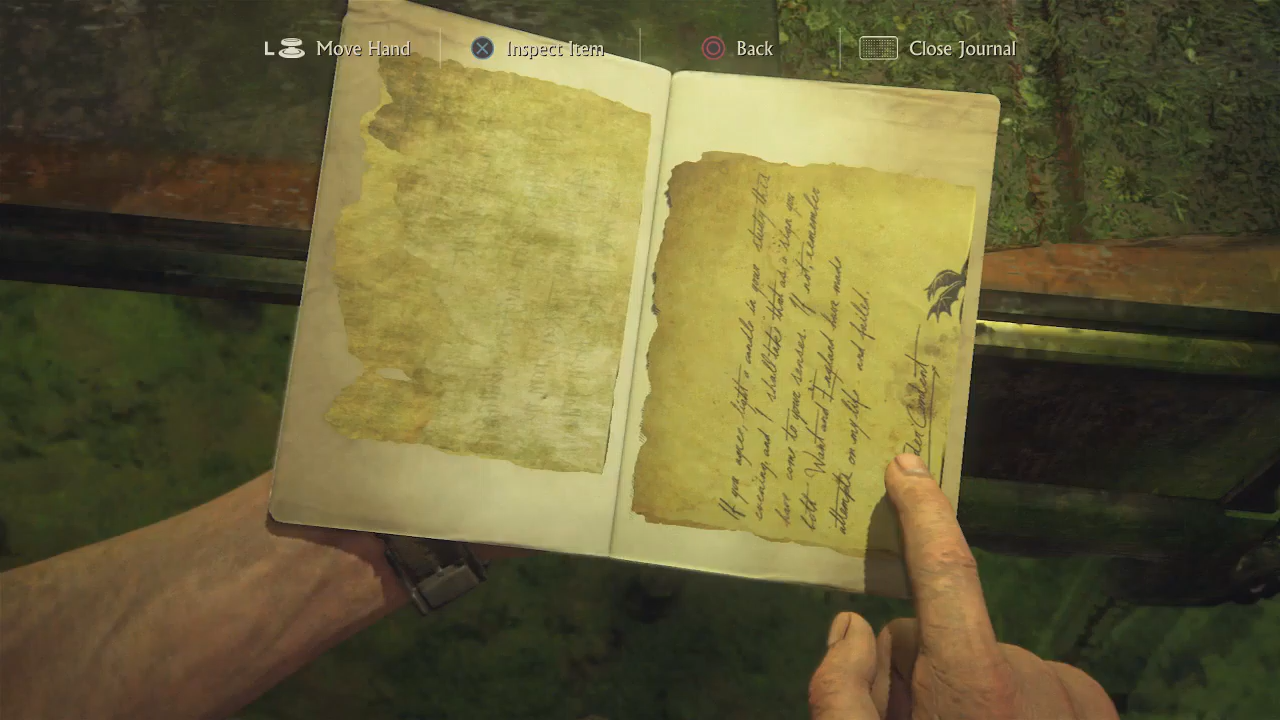 L Move Hand
Inspect Item
Back
Close Journal
If you agree, light a candle in your study this
evening, and I shall take that as a sign you
have come to your senses. If not, remember
both Want and England have made
attempts on my life - and failed.
Condent